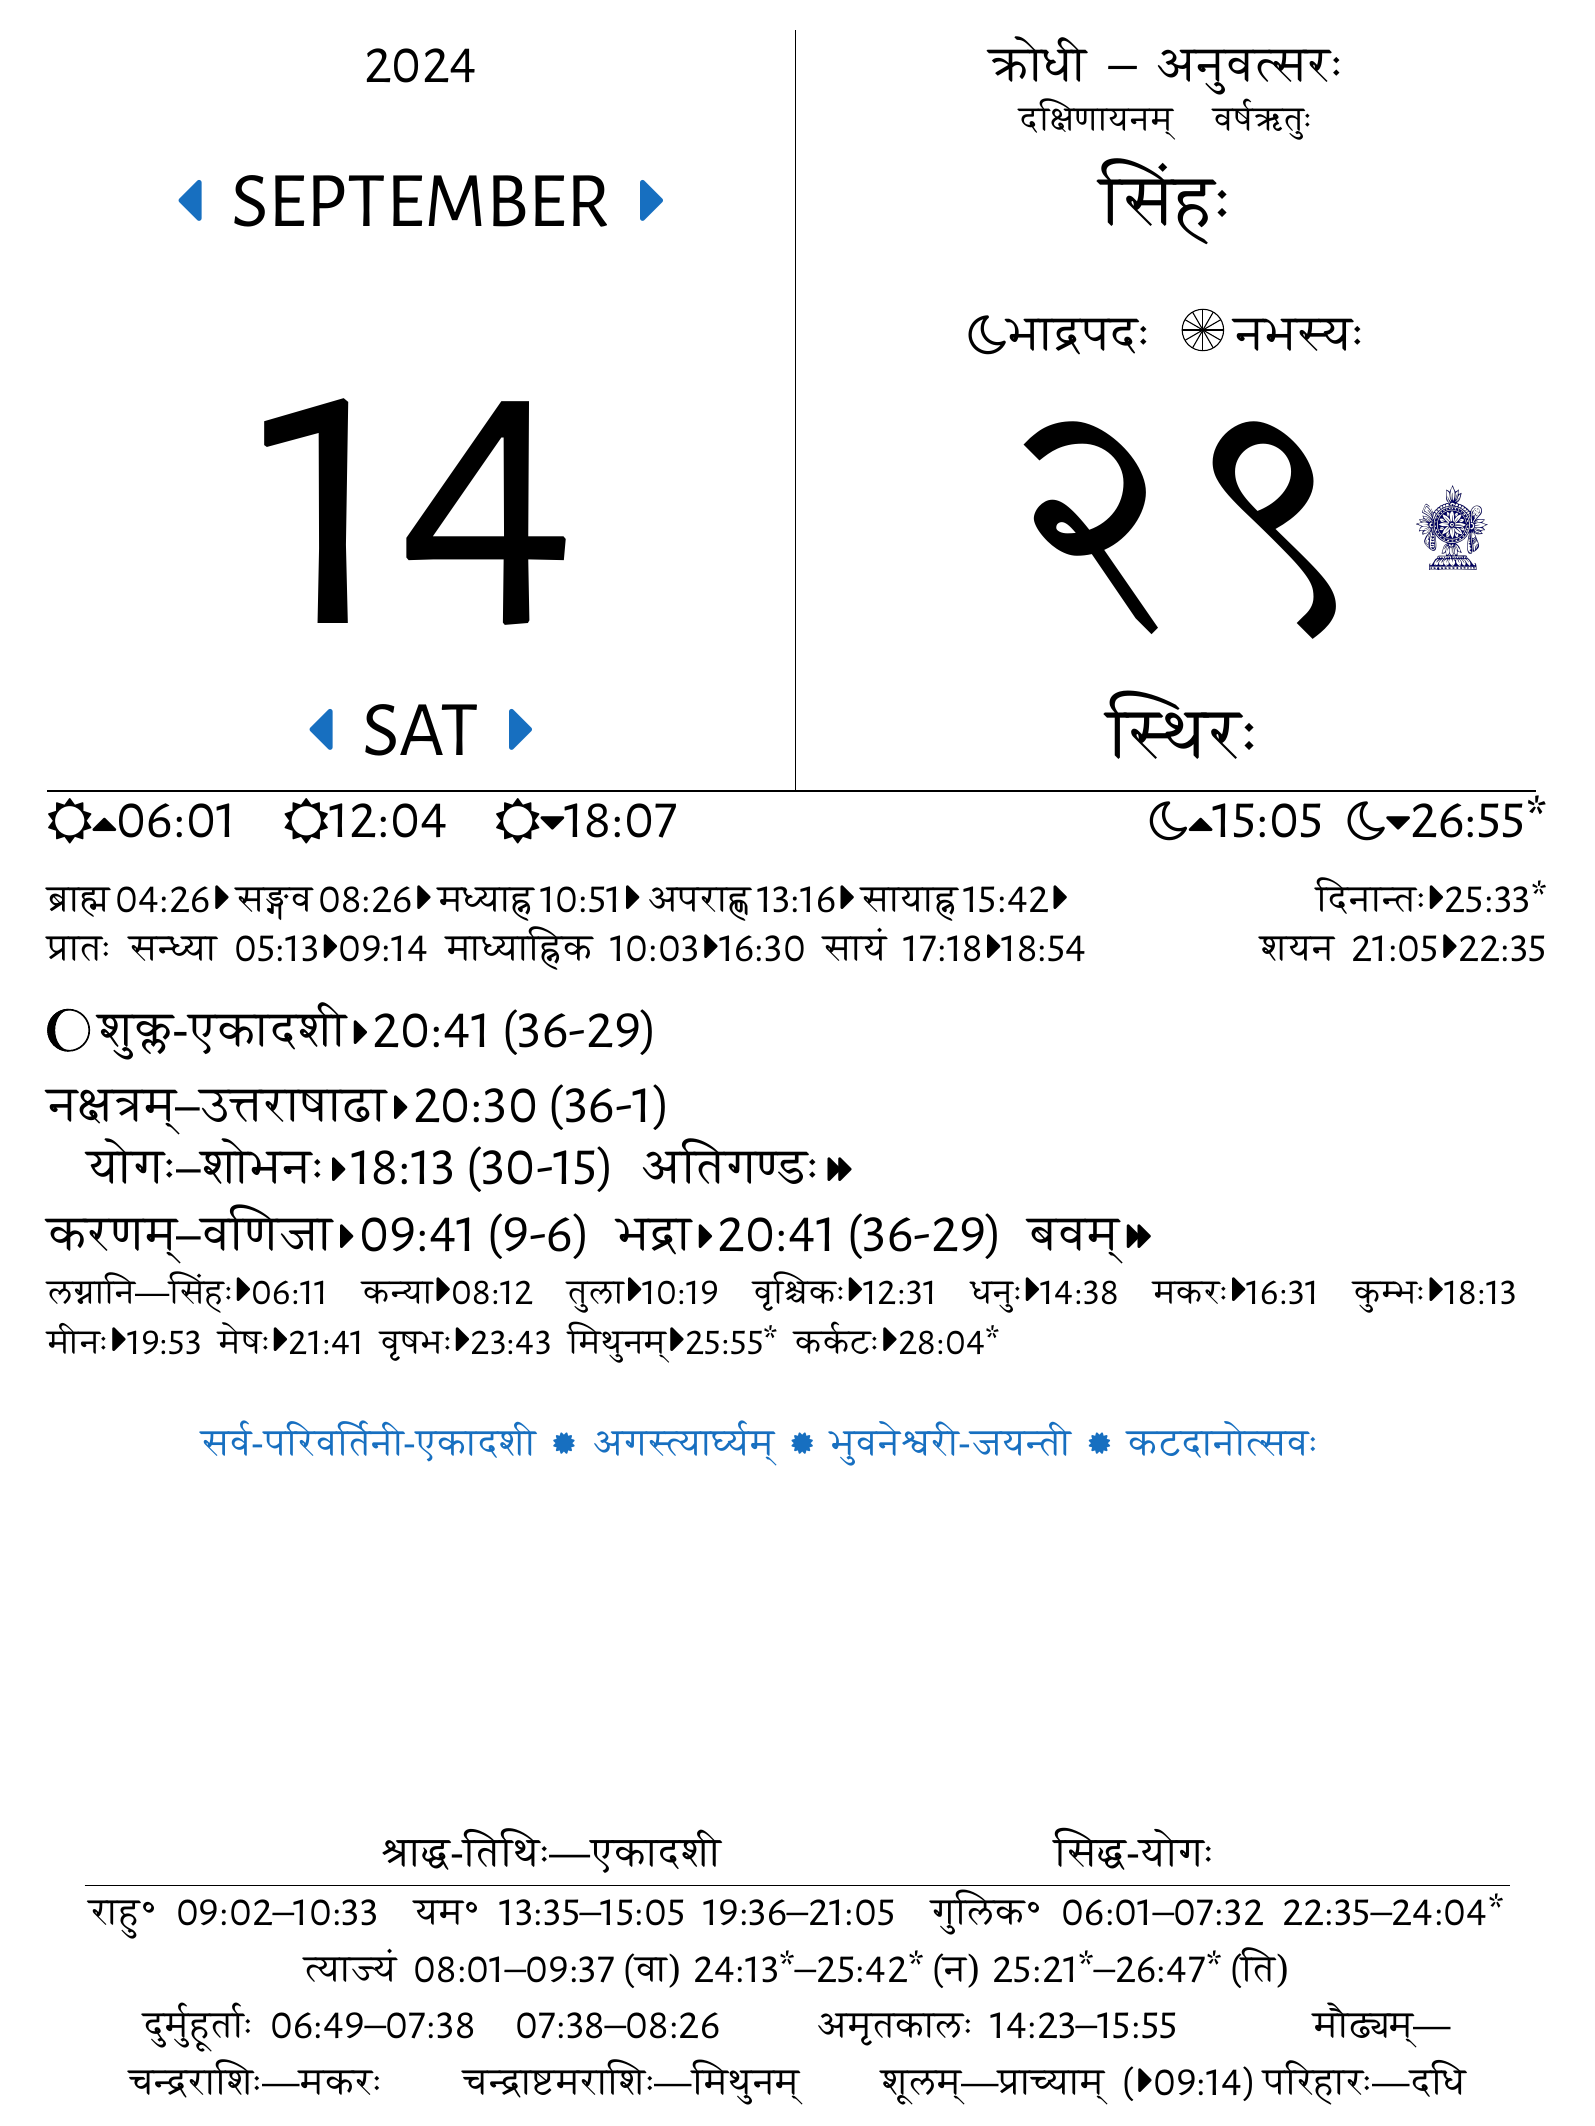 2024
SEPTEMBER
14
SAT
क्रोधी – अनुवत्सरः
दक्षिणायनम् वर्षऋतुः
सिंहः
भाद्रपदः नभस्यः
२९
स्थिरः
06:01 12:04 18:07 15:05 26:55*
ब्राह्म 04:26 सङ्गव 08:26 मध्याह्न 10:51 अपराह्ण 13:16 सायाह्न 15:42 दिनान्तः 25:33*
प्रातः सन्ध्या 05:13 09:14 माध्याह्निक 10:03 16:30 सायं 17:18 18:54 शयन 21:05 22:35
शुक्ल-एकादशी 20:41 (36-29)
नक्षत्रम्–उत्तराषाढा 20:30 (36-1)
योगः–शोभनः 18:13 (30-15) अतिगण्डः
करणम्–वणिजा 09:41 (9-6) भद्रा 20:41 (36-29) बवम्
लग्नानि—सिंहः 06:11 कन्या 08:12 तुला 10:19 वृश्चिकः 12:31 धनुः 14:38 मकरः 16:31 कुम्भः 18:13
मीनः 19:53 मेषः 21:41 वृषभः 23:43 मिथुनम् 25:55* कर्कटः 28:04*
सर्व-परिवर्तिनी-एकादशी ✹ अगस्त्यार्घ्यम् ✹ भुवनेश्वरी-जयन्ती ✹ कटदानोत्सवः
श्राद्ध-तिथिः—एकादशी सिद्ध-योगः
राहु° 09:02–10:33 यम° 13:35–15:05 19:36–21:05 गुलिक° 06:01–07:32 22:35–24:04*
त्याज्यं 08:01–09:37 (वा) 24:13*–25:42* (न) 25:21*–26:47* (ति)
दुर्मुहूर्ताः 06:49–07:38 07:38–08:26 अमृतकालः 14:23–15:55 मौढ्यम्—
चन्द्रराशिः—मकरः चन्द्राष्टमराशिः—मिथुनम् शूलम्—प्राच्याम् (09:14) परिहारः—दधि